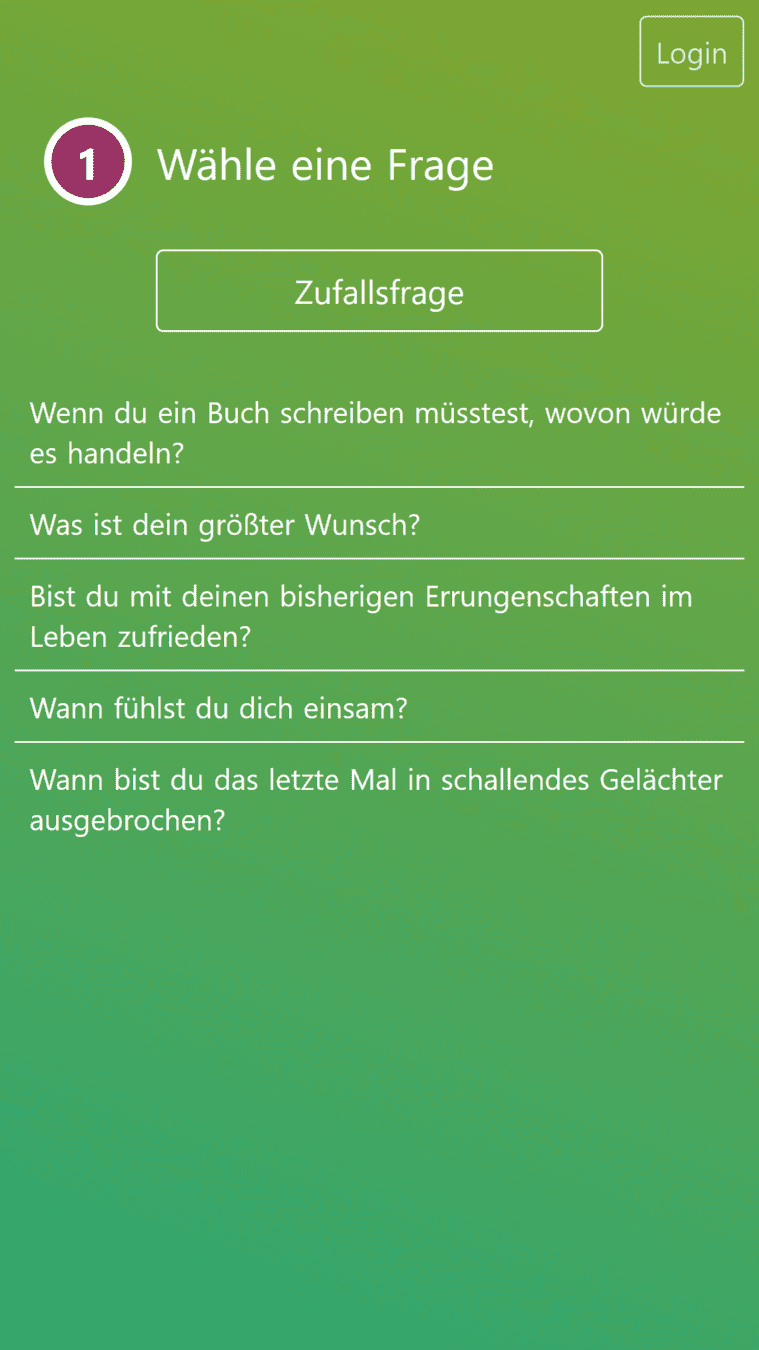 Login
1
Wähle eine Frage
Zufallsfrage
Wenn du ein Buch schreiben müsstest, wovon würde
es handeln?
Was ist dein größter Wunsch?
Bist du mit deinen bisherigen Errungenschaften im
Leben zufrieden?
Wann fühlst du dich einsam?
Wann bist du das letzte Mal in schallendes Gelächter
ausgebrochen?